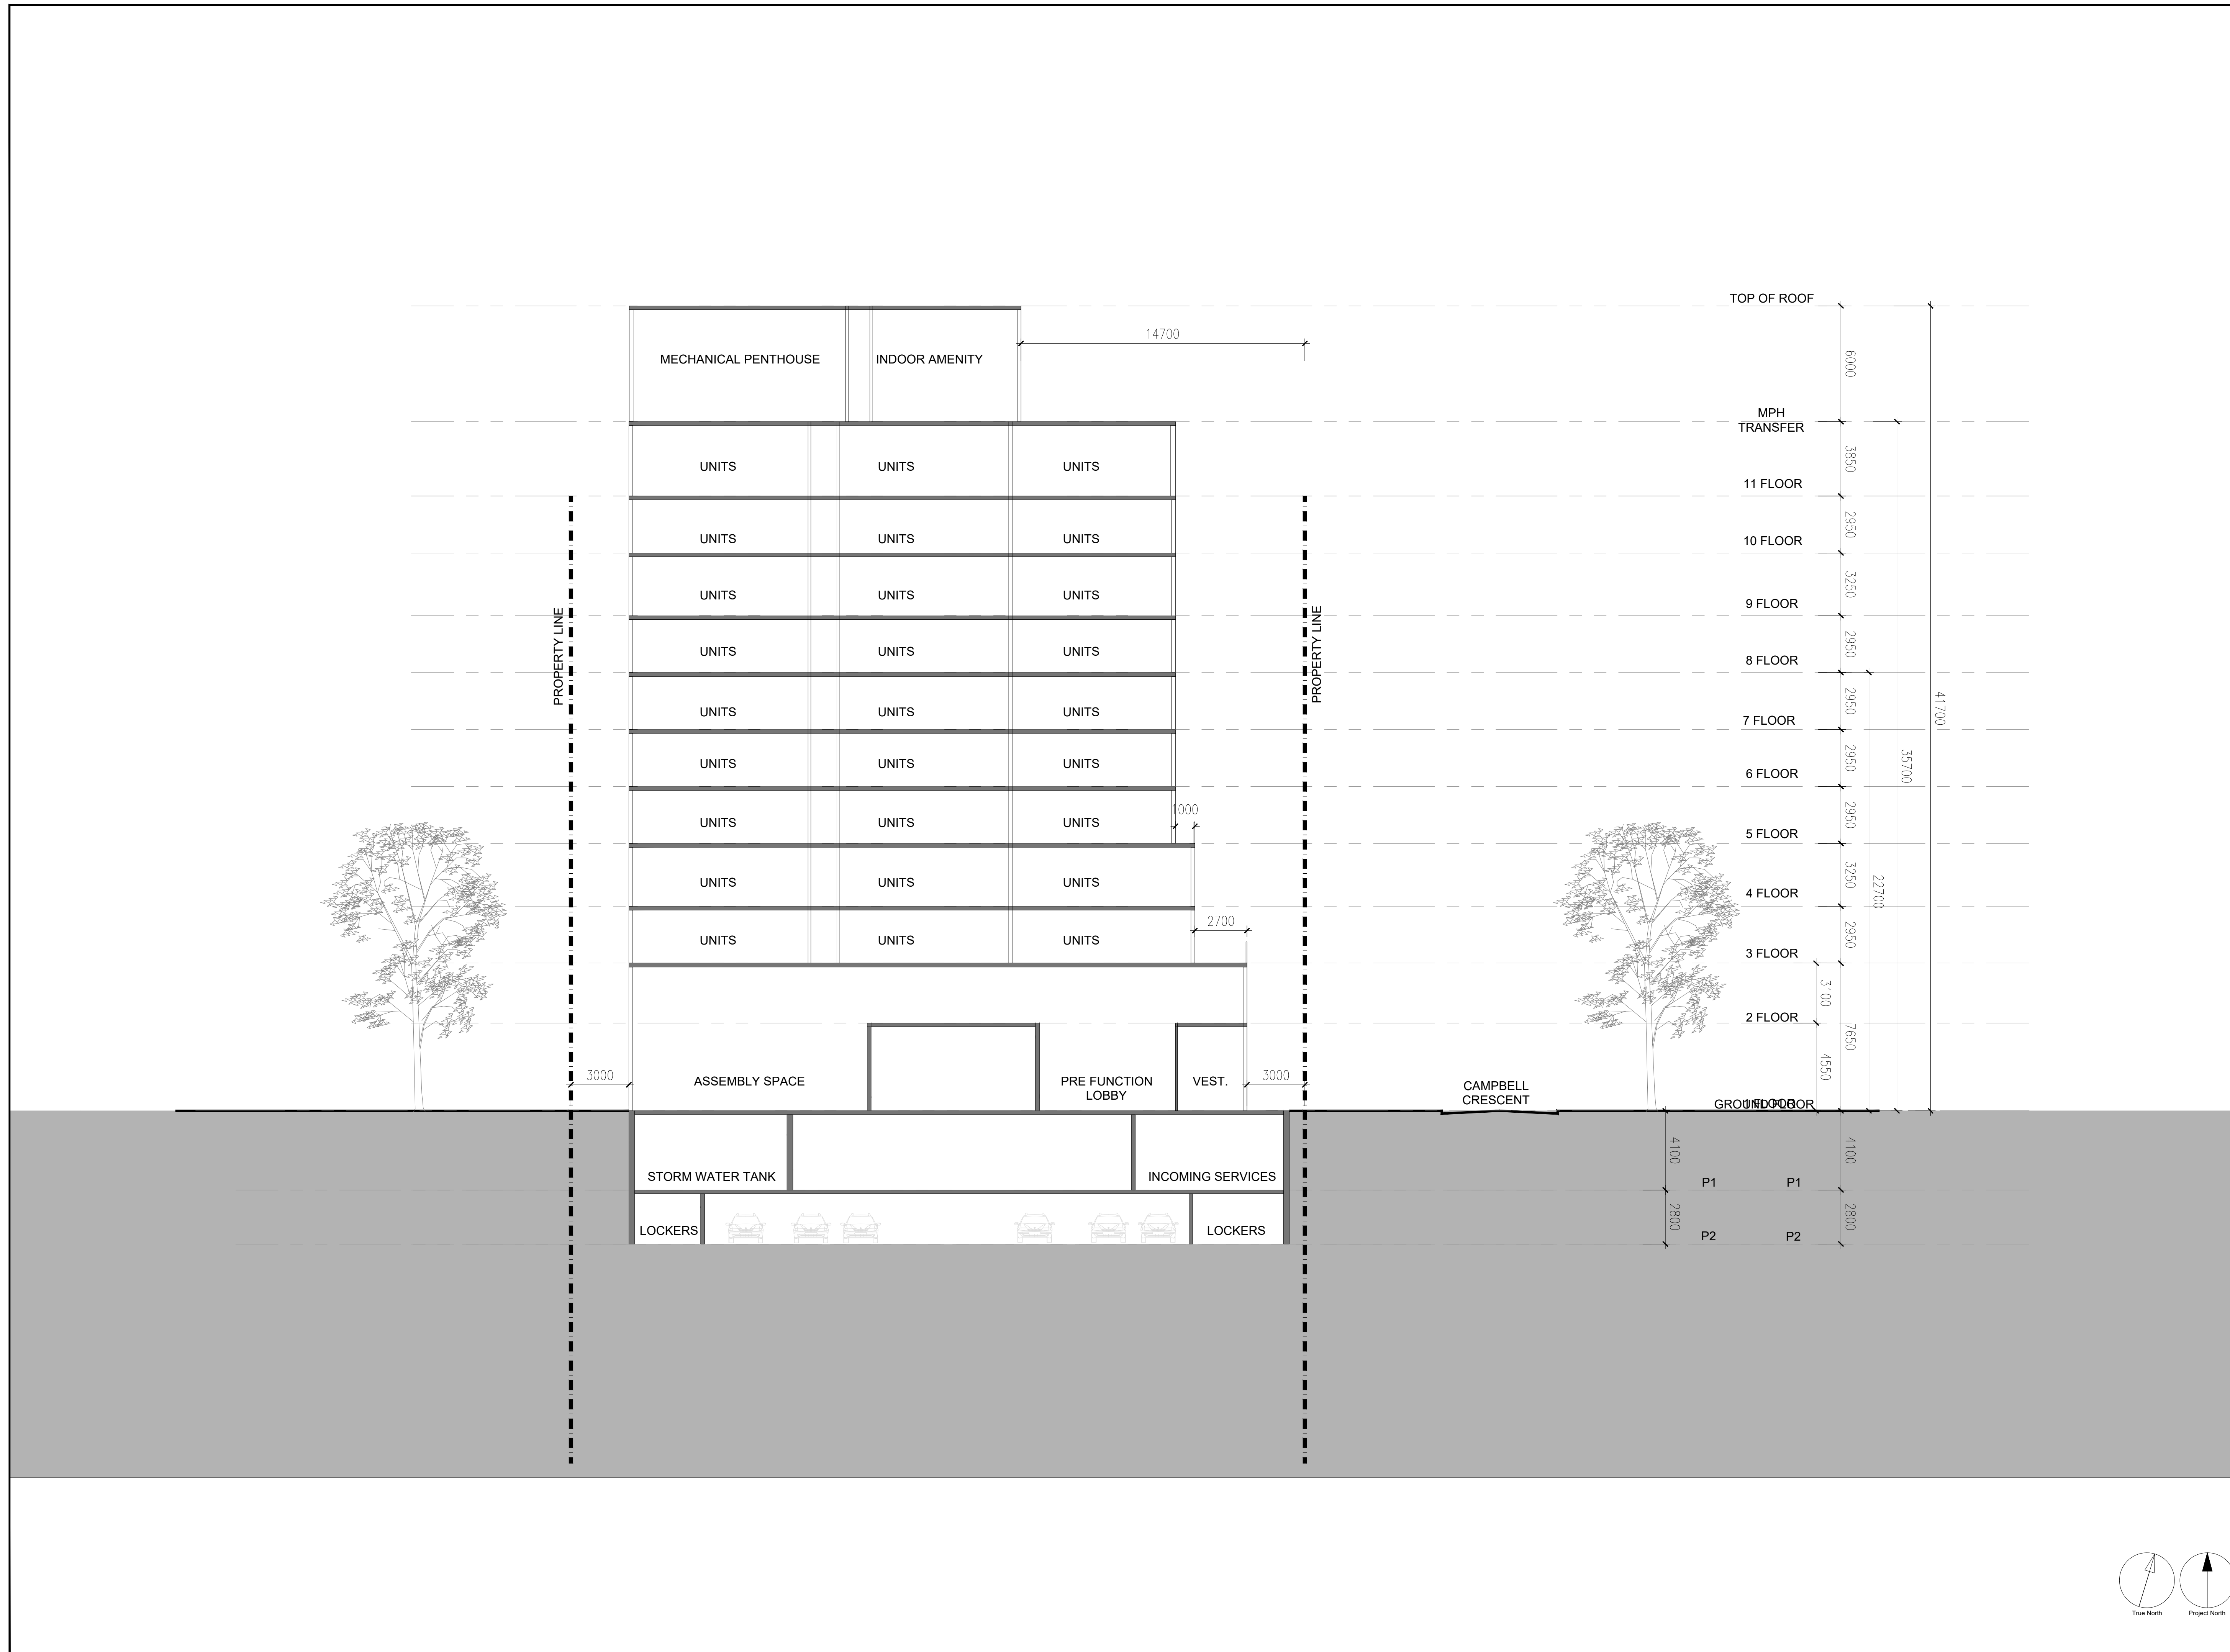 TOP OF ROOF
14700
MECHANICAL PENTHOUSE
INDOOR AMENITY
6000
MPH
TRANSFER
UNITS
UNITS
UNITS
3850
11 FLOOR
UNITS
UNITS
UNITS
2950
10 FLOOR
UNITS
UNITS
UNITS
3250
9 FLOOR
PROPERTY LINE
PROPERTY LINE
UNITS
UNITS
UNITS
2950
8 FLOOR
UNITS
UNITS
UNITS
2950
41700
7 FLOOR
UNITS
UNITS
UNITS
2950
35700
6 FLOOR
1000
UNITS
UNITS
UNITS
2950
5 FLOOR
UNITS
UNITS
UNITS
3250
22700
4 FLOOR
2700
UNITS
UNITS
UNITS
2950
3 FLOOR
3100
2 FLOOR
7650
4550
3000
ASSEMBLY SPACE
PRE FUNCTION
LOBBY
VEST.
3000
CAMPBELL
CRESCENT
GROUND FLOOR
1 FLOOR
4100
4100
STORM WATER TANK
INCOMING SERVICES
P1
P1
2800
2800
LOCKERS
LOCKERS
P2
P2
True North
Project North